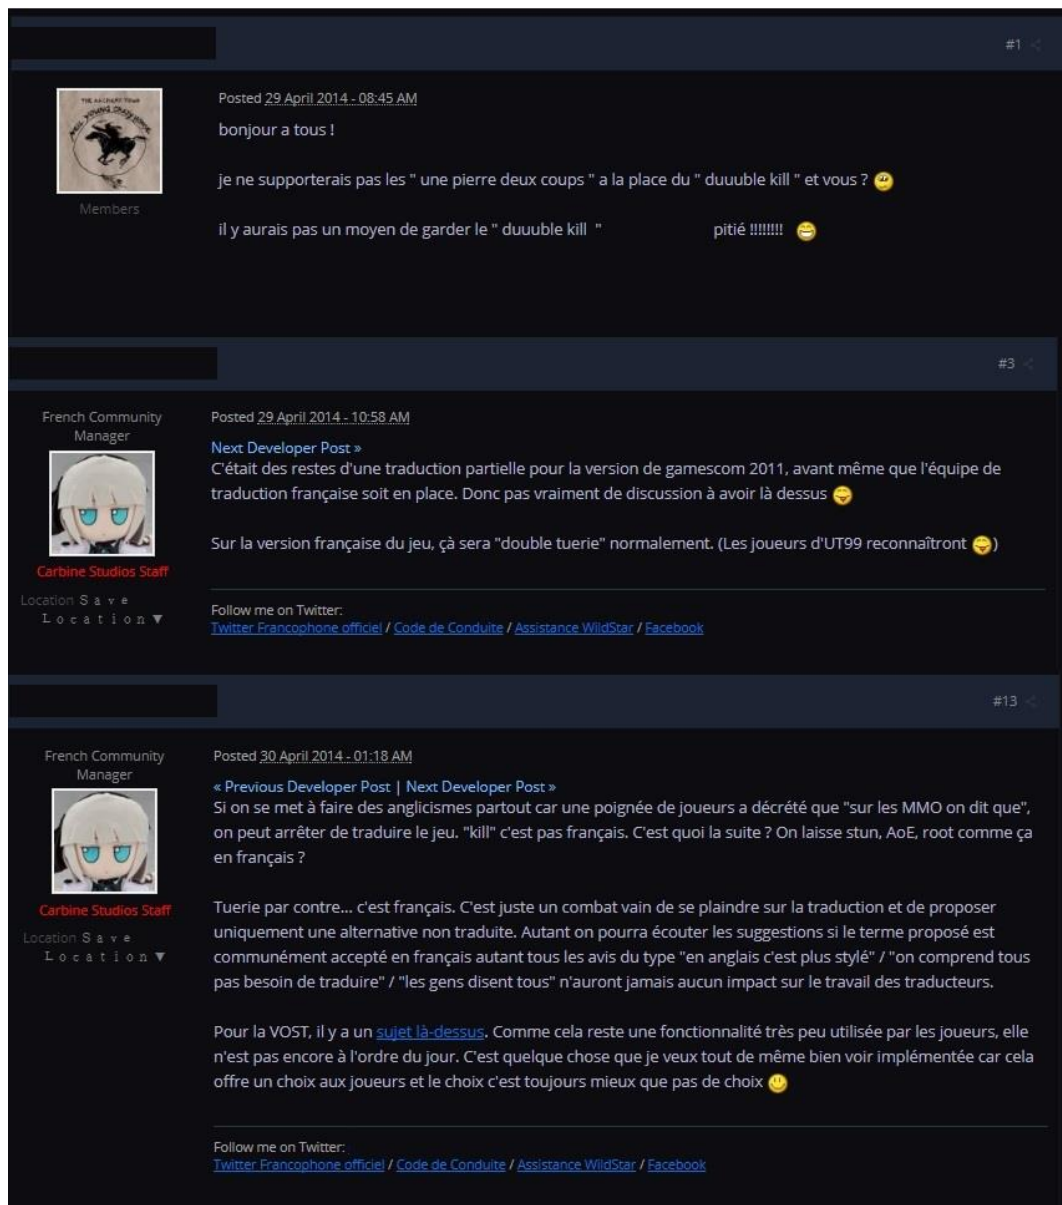 #1
THE ANCHORY TOWN
NEIL YOUNG CRAZY HORSE
Posted 29 April 2014 - 08:45 AM
bonjour a tous !
je ne supporterais pas les " une pierre deux coups " a la place du " duuuble kill " et vous ?
Members
il y aurais pas un moyen de garder le " duuuble kill " pitié !!!!!!!!
#3
French Community
Manager
Carbine Studios Staff
Location S a v e
L o c a t i o n ▼
Posted 29 April 2014 - 10:58 AM
Next Developer Post »
C'était des restes d'une traduction partielle pour la version de gamescom 2011, avant même que l'équipe de
traduction française soit en place. Donc pas vraiment de discussion à avoir là dessus
Sur la version française du jeu, çà sera "double tuerie" normalement. (Les joueurs d'UT99 reconnaîtront )
Follow me on Twitter:
Twitter Francophone officiel / Code de Conduite / Assistance WildStar / Facebook
#13
French Community
Manager
Carbine Studios Staff
Location S a v e
L o c a t i o n ▼
Posted 30 April 2014 - 01:18 AM
« Previous Developer Post | Next Developer Post »
Si on se met à faire des anglicismes partout car une poignée de joueurs a décrété que "sur les MMO on dit que",
on peut arrêter de traduire le jeu. "kill" c'est pas français. C'est quoi la suite ? On laisse stun, AoE, root comme ça
en français ?
Tuerie par contre... c'est français. C'est juste un combat vain de se plaindre sur la traduction et de proposer
uniquement une alternative non traduite. Autant on pourra écouter les suggestions si le terme proposé est
communément accepté en français autant tous les avis du type "en anglais c'est plus stylé" / "on comprend tous
pas besoin de traduire" / "les gens disent tous" n'auront jamais aucun impact sur le travail des traducteurs.
Pour la VOST, il y a un sujet là-dessus. Comme cela reste une fonctionnalité très peu utilisée par les joueurs, elle
n'est pas encore à l'ordre du jour. C'est quelque chose que je veux tout de même bien voir implémentée car cela
offre un choix aux joueurs et le choix c'est toujours mieux que pas de choix
Follow me on Twitter:
Twitter Francophone officiel / Code de Conduite / Assistance WildStar / Facebook